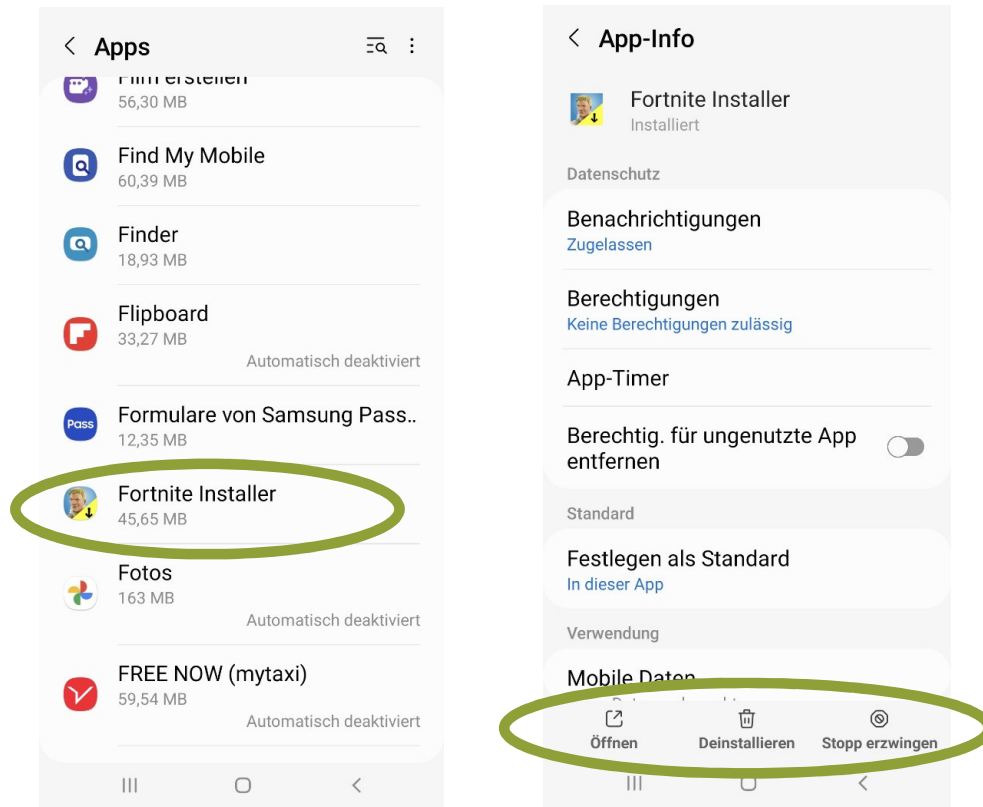 Apps
Film erstellen
56,30 MB
Find My Mobile
60,39 MB
Finder
18,93 MB
Flipboard
33,27 MB
Automatisch deaktiviert
Pass
Formulare von Samsung Pass..
12,35 MB
Fortnite Installer
45,65 MB
Fotos
163 MB
Automatisch deaktiviert
FREE NOW (mytaxi)
59,54 MB
Automatisch deaktiviert
App-Info
Fortnite Installer
Installiert
Datenschutz
Benachrichtigungen
Zugelassen
Berechtigungen
Keine Berechtigungen zulässig
App-Timer
Berechtig. für ungenutzte App
entfernen
Standard
Festlegen als Standard
In dieser App
Verwendung
Mobile Daten
Öffnen
Deinstallieren
Stopp erzwingen